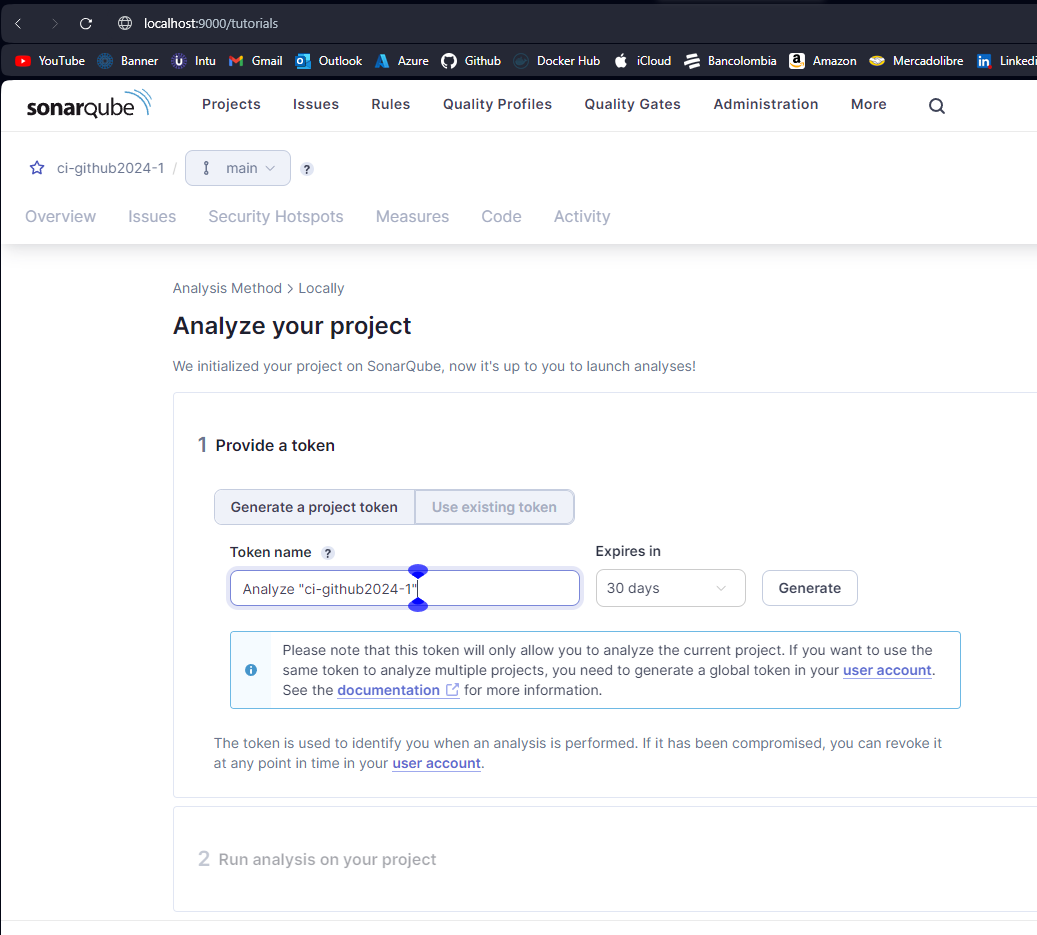 localhost:9000/tutorials
YouTube Banner Intu Gmail Outlook Azure Github Docker Hub iCloud Bancolombia Amazon Mercadolibre
sonarqube Projects Issues Rules Quality Profiles Quality Gates Administration More
ci-github2024-1 / main ?
Overview Issues Security Hotspots Measures Code Activity
Analysis Method > Locally
Analyze your project
We initialized your project on SonarQube, now it's up to you to launch analyses!
1 Provide a token
Generate a project token Use existing token
Token name ? Expires in
Analyze "ci-github2024-1" 30 days Generate
Please note that this token will only allow you to analyze the current project. If you want to use the
same token to analyze multiple projects, you need to generate a global token in your user account.
See the documentation for more information.
The token is used to identify you when an analysis is performed. If it has been compromised, you can revoke it
at any point in time in your user account.
2 Run analysis on your project